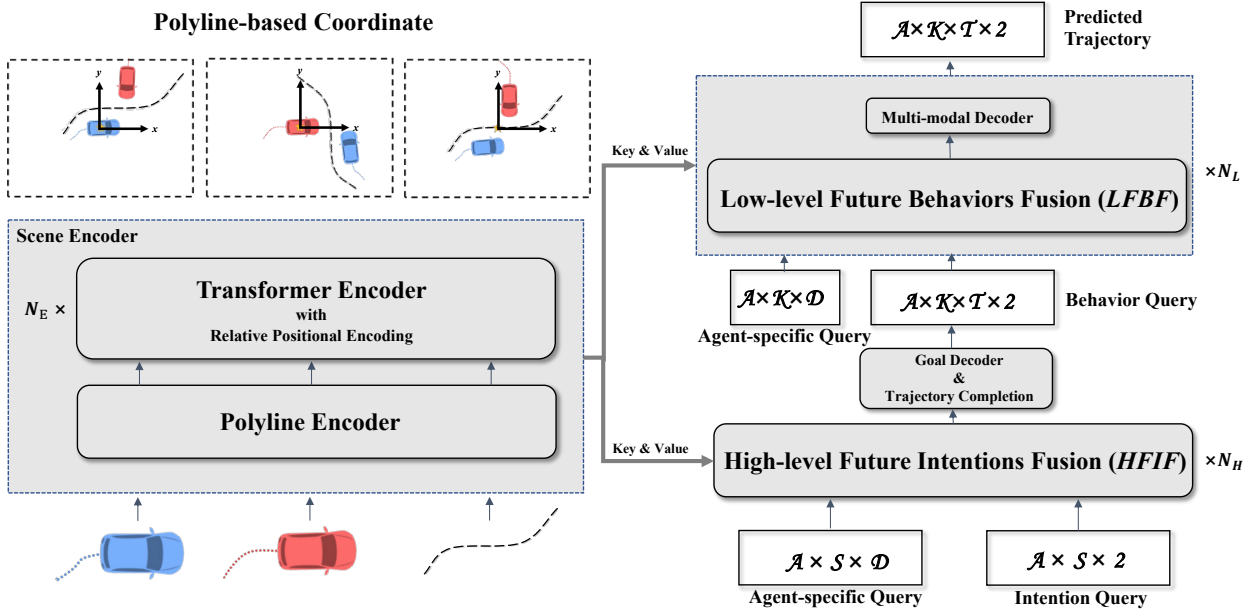 Polyline-based Coordinate
y
x
y
x
y
x
Scene Encoder
N_E ×
Transformer Encoder
with
Relative Positional Encoding
Polyline Encoder
Key & Value
Key & Value
𝒜×𝒦×𝒯×2
Predicted
Trajectory
Multi-modal Decoder
Low-level Future Behaviors Fusion (LFBF)
×N_L
𝒜×𝒦×𝒟
Agent-specific Query
𝒜×𝒦×𝒯×2
Behavior Query
Goal Decoder
&
Trajectory Completion
High-level Future Intentions Fusion (HFIF)
×N_H
𝒜 × 𝒮 × 𝒟
Agent-specific Query
𝒜 × 𝒮 × 2
Intention Query